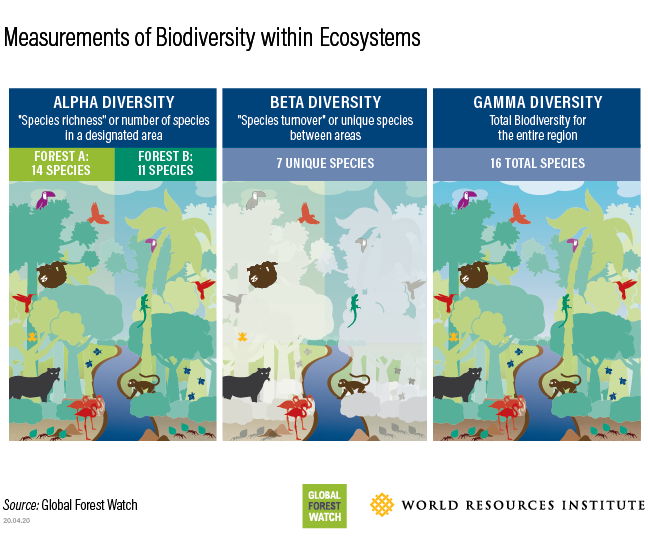 Measurements of Biodiversity within Ecosystems
ALPHA DIVERSITY
"Species richness" or number of species
in a designated area
FOREST A:
14 SPECIES
FOREST B:
11 SPECIES
BETA DIVERSITY
"Species turnover" or unique species
between areas
7 UNIQUE SPECIES
GAMMA DIVERSITY
Total Biodiversity for
the entire region
16 TOTAL SPECIES
Source: Global Forest Watch
20.04.20
GLOBAL
FOREST
WATCH
WORLD RESOURCES INSTITUTE